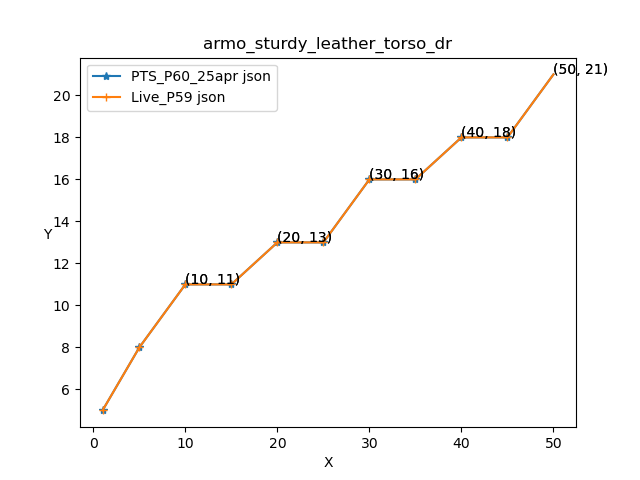 armo_sturdy_leather_torso_dr
PTS_P60_25apr json
Live_P59 json
(50, 21)
(40, 18)
(30, 16)
(20, 13)
(10, 11)
Y
20
18
16
14
12
10
8
6
0 10 20 30 40 50
X